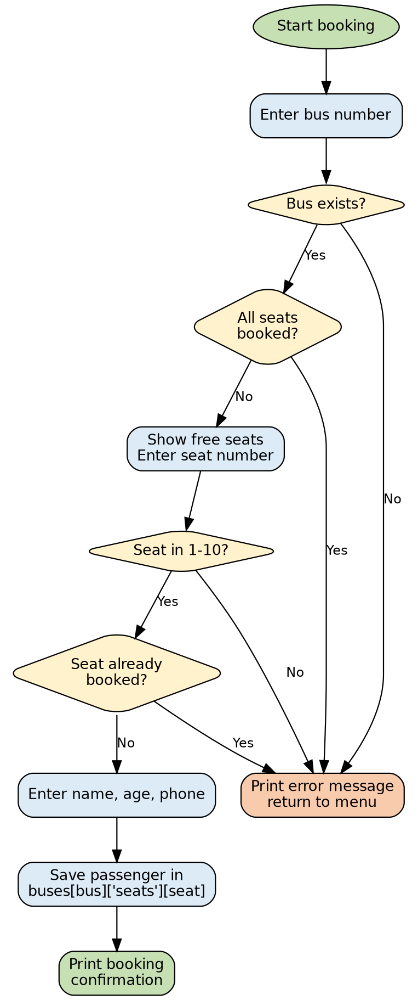 Start booking
Enter bus number
Bus exists?
Yes
All seats
booked?
No
Show free seats
Enter seat number
No
Seat in 1-10?
Yes
Yes
Seat already
booked?
No
No
Yes
Enter name, age, phone
Print error message
return to menu
Save passenger in
buses[bus]['seats'][seat]
Print booking
confirmation